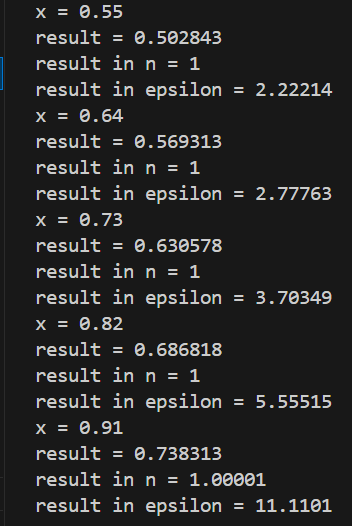 x = 0.55
result = 0.502843
result in n = 1
result in epsilon = 2.22214
x = 0.64
result = 0.569313
result in n = 1
result in epsilon = 2.77763
x = 0.73
result = 0.630578
result in n = 1
result in epsilon = 3.70349
x = 0.82
result = 0.686818
result in n = 1
result in epsilon = 5.55515
x = 0.91
result = 0.738313
result in n = 1.00001
result in epsilon = 11.1101